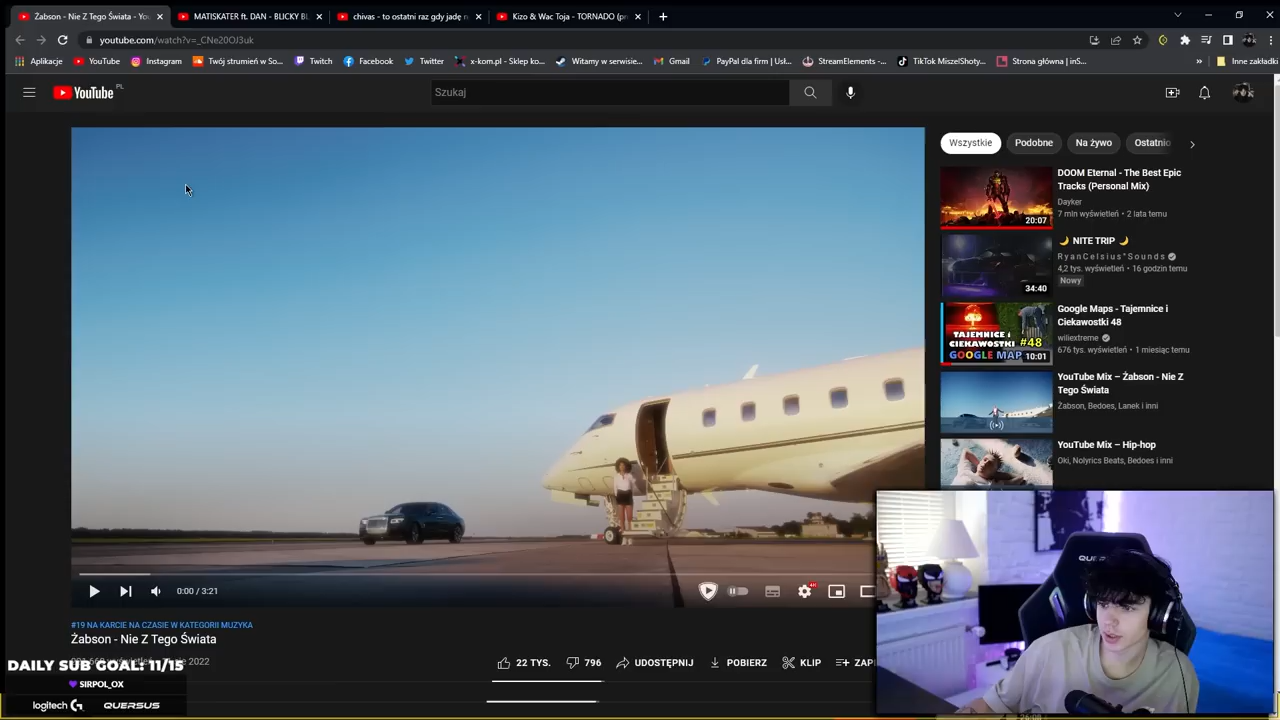 Żabson - Nie Z Tego Świata - You
MATISKATER ft. DAN - BLICKY BL
chivas - to ostatni raz gdy jadę n
Kizo & Wac Toja - TORNADO (pr
youtube.com/watch?v=_CNe20OJ3uk
Aplikacje
YouTube
Instagram
Twój strumień w So...
Twitch
Facebook
Twitter
x-kom.pl - Sklep ko...
Witamy w serwisie...
Gmail
PayPal dla firm | Usł...
StreamElements -...
TikTok MiszelShoty...
Strona główna | inS...
Inne zakładki
YouTube PL
Szukaj
Wszystkie
Podobne
Na żywo
Ostatnio
DOOM Eternal - The Best Epic
Tracks (Personal Mix)
Dayker
7 mln wyświetleń • 2 lata temu
20:07
NITE TRIP
RyanCelsius°Sounds
4,2 tys. wyświetleń • 16 godzin temu
Nowy
34:40
Google Maps - Tajemnice i
Ciekawostki 48
wiliextreme
676 tys. wyświetleń • 1 miesiąc temu
TAJEMNICE i
CIEKAWOSTKI #48
GOOGLE MAP
10:01
YouTube Mix – Żabson - Nie Z
Tego Świata
Żabson, Bedoes, Lanek i inni
YouTube Mix – Hip-hop
Oki, Nolyrics Beats, Bedoes i inni
0:00 / 3:21
#19 NA KARCIE NA CZASIE W KATEGORII MUZYKA
Żabson - Nie Z Tego Świata
2022
22 TYS.
796
UDOSTĘPNIJ
POBIERZ
KLIP
DAILY SUB GOAL: 11/15
SIRPOL_OX
logitech G
QUERSUS
QUERSUS